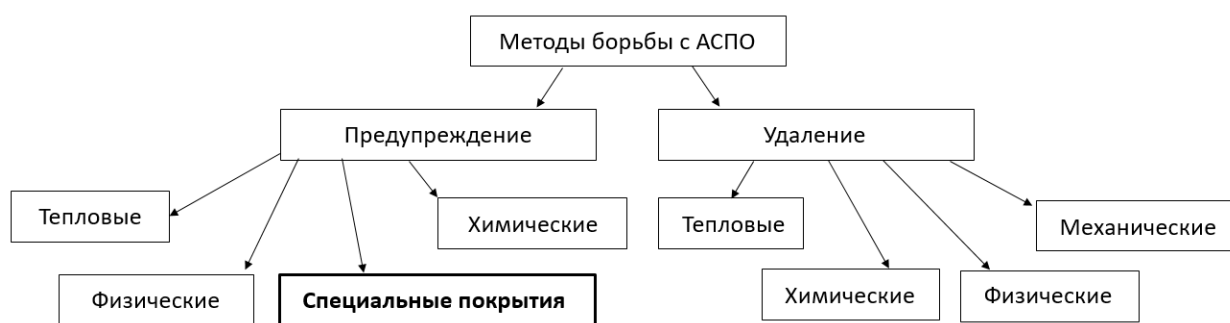 Методы борьбы с АСПО
Предупреждение
Удаление
Тепловые
Химические
Тепловые
Механические
Физические
Специальные покрытия
Химические
Физические